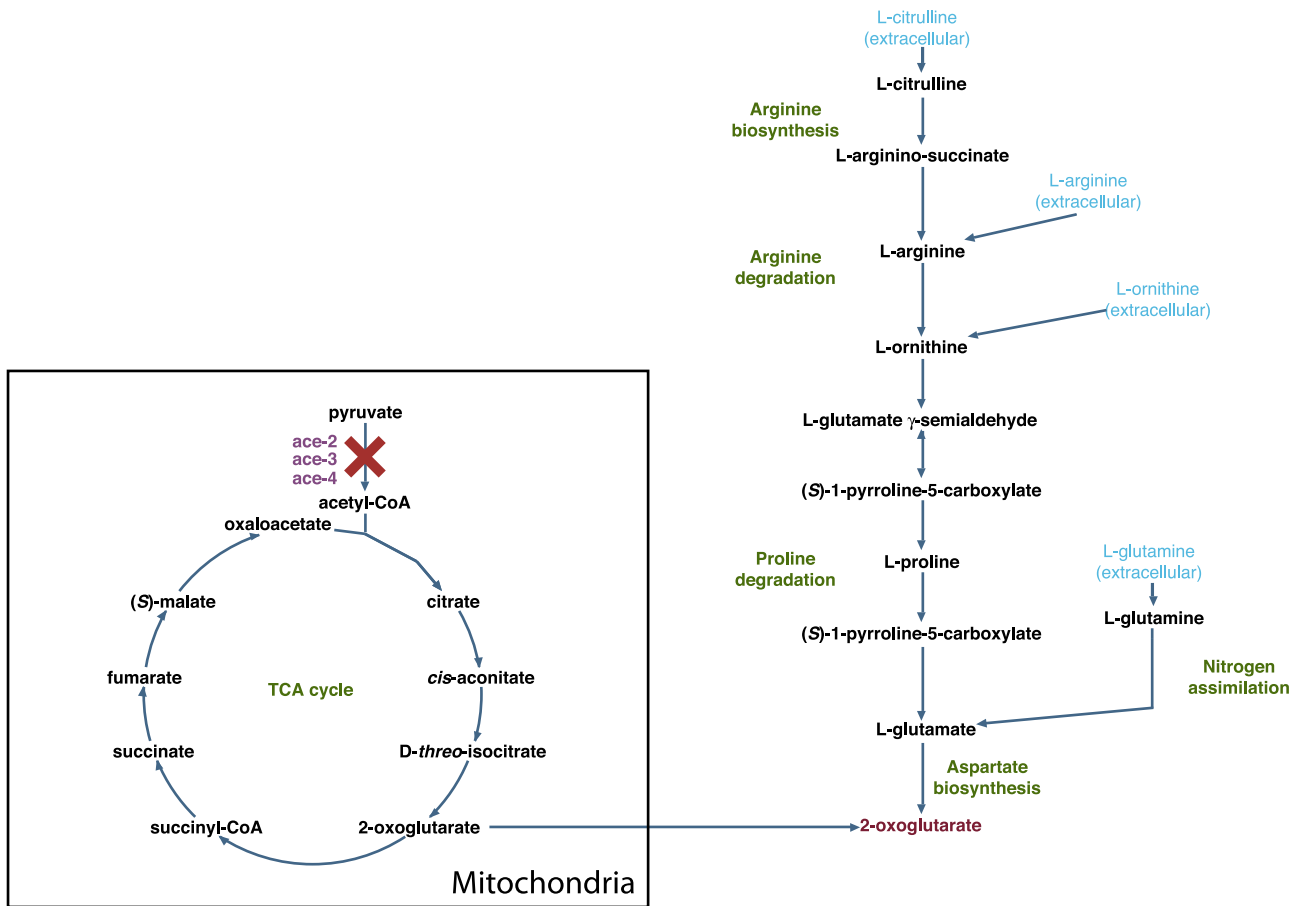 L-citrulline
(extracellular)
L-citrulline
Arginine
biosynthesis
L-arginino-succinate
L-arginine
(extracellular)
L-arginine
Arginine
degradation
L-ornithine
(extracellular)
L-ornithine
L-glutamate γ-semialdehyde
(S)-1-pyrroline-5-carboxylate
L-proline
Proline
degradation
L-glutamine
(extracellular)
L-glutamine
(S)-1-pyrroline-5-carboxylate
Nitrogen
assimilation
L-glutamate
Aspartate
biosynthesis
2-oxoglutarate
pyruvate
ace-2
ace-3
ace-4
acetyl-CoA
oxaloacetate
(S)-malate
citrate
fumarate
TCA cycle
cis-aconitate
succinate
D-threo-isocitrate
succinyl-CoA
2-oxoglutarate
Mitochondria